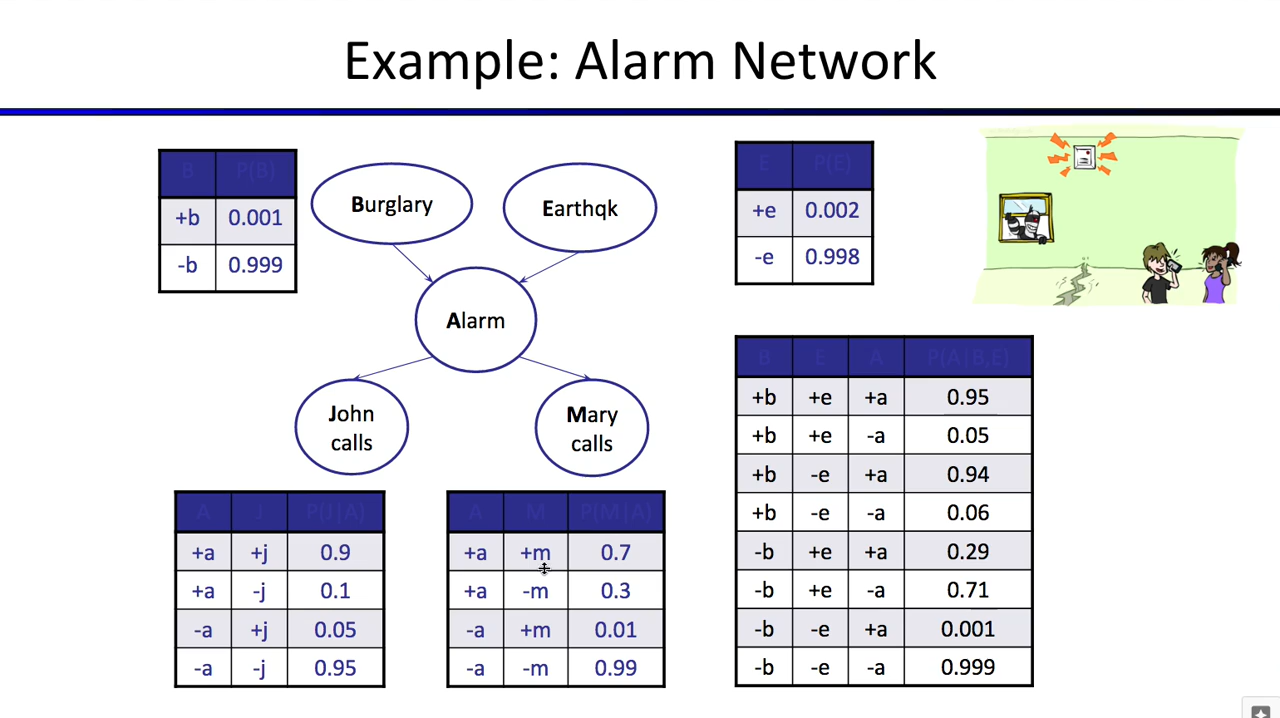 Example: Alarm Network
B P(B)
+b 0.001
-b 0.999
Burglary
Earthqk
E P(E)
+e 0.002
-e 0.998
Alarm
John
calls
Mary
calls
A J P(J|A)
+a +j 0.9
+a -j 0.1
-a +j 0.05
-a -j 0.95
A M P(M|A)
+a +m 0.7
+a -m 0.3
-a +m 0.01
-a -m 0.99
B E A P(A|B,E)
+b +e +a 0.95
+b +e -a 0.05
+b -e +a 0.94
+b -e -a 0.06
-b +e +a 0.29
-b +e -a 0.71
-b -e +a 0.001
-b -e -a 0.999